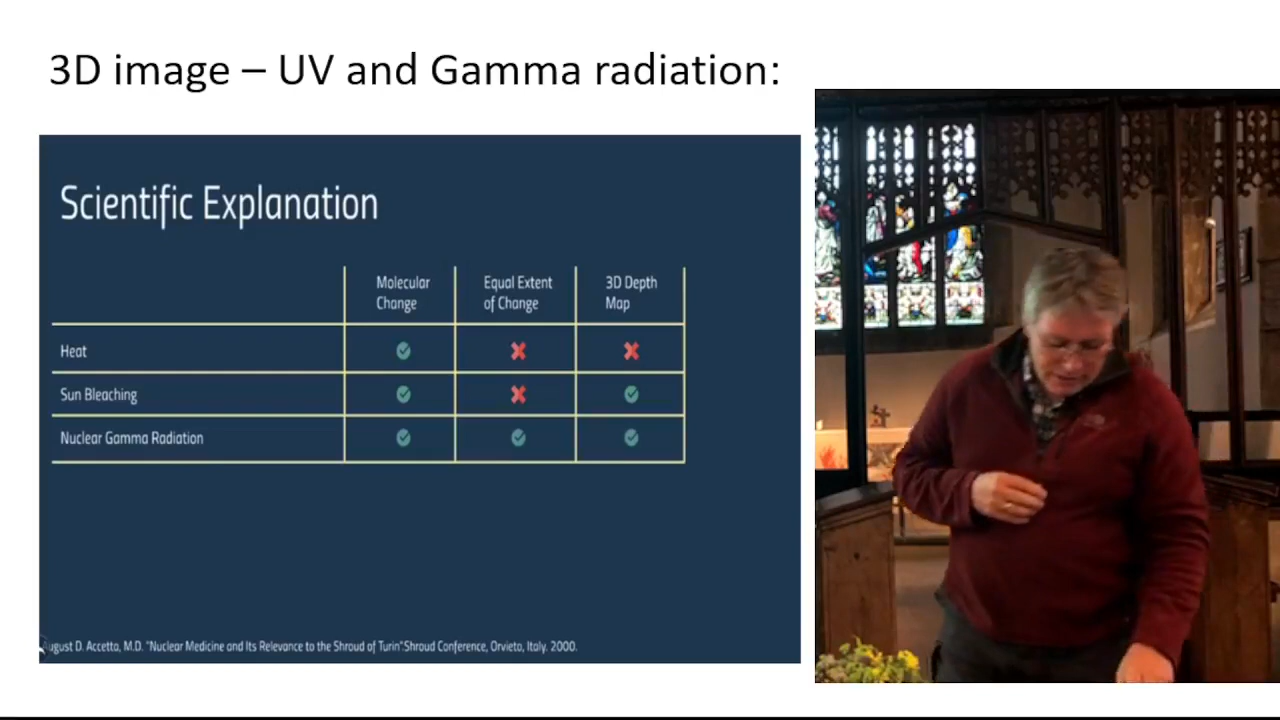 3D image – UV and Gamma radiation:
Scientific Explanation
Molecular Change
Equal Extent of Change
3D Depth Map
Heat
Sun Bleaching
Nuclear Gamma Radiation
August D. Accetta, M.D. "Nuclear Medicine and Its Relevance to the Shroud of Turin".Shroud Conference, Orvieto, Italy. 2000.